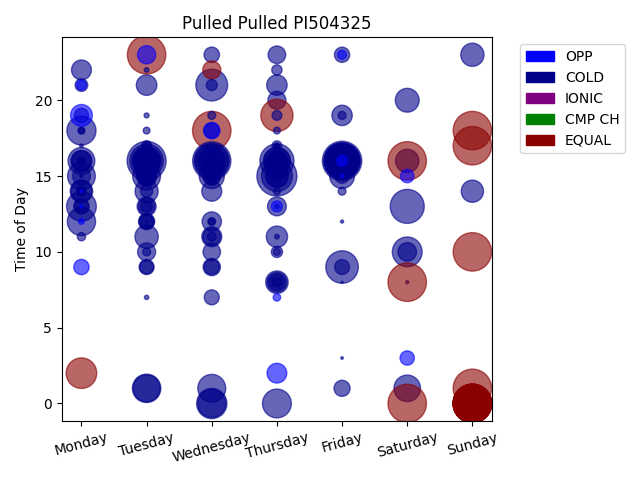 Pulled Pulled PI504325
OPP
COLD
IONIC
CMP CH
EQUAL
Time of Day
20
15
10
5
0
Monday
Tuesday
Wednesday
Thursday
Friday
Saturday
Sunday